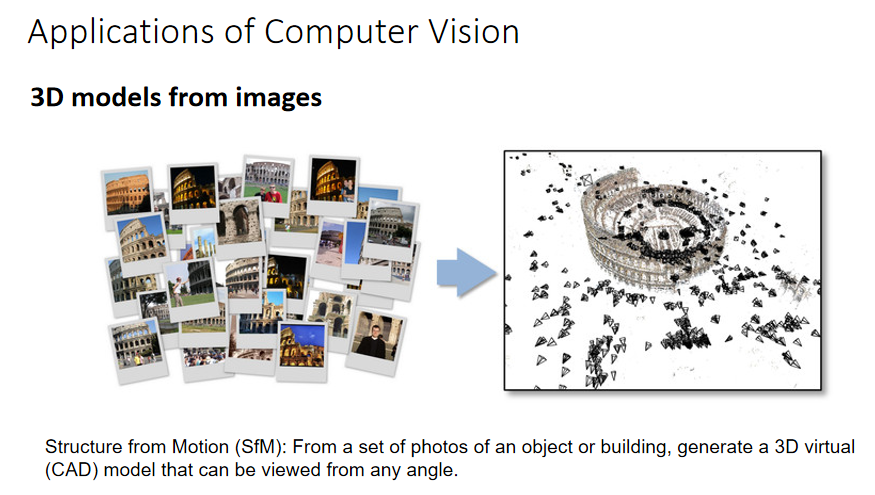 Applications of Computer Vision
3D models from images
Structure from Motion (SfM): From a set of photos of an object or building, generate a 3D virtual
(CAD) model that can be viewed from any angle.